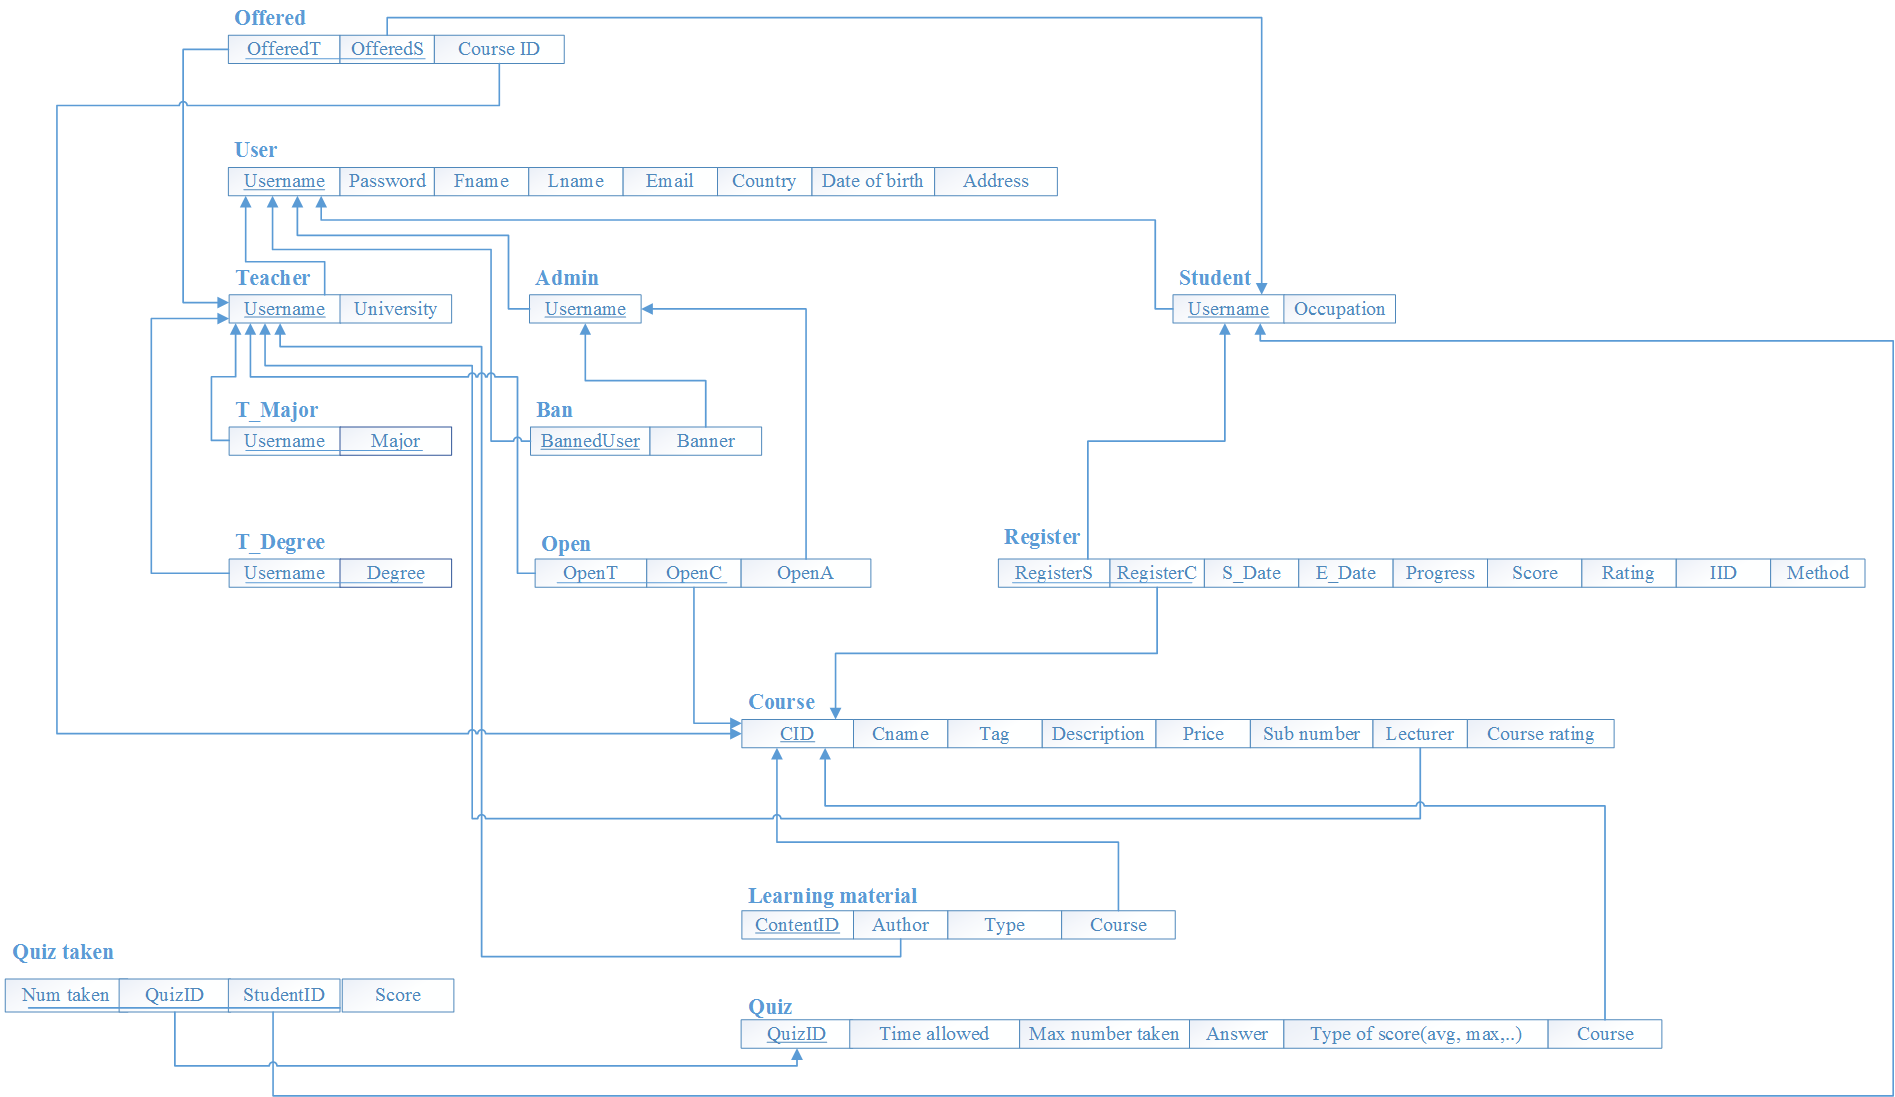 Offered
OfferedT OfferedS Course ID
User
Username Password Fname Lname Email Country Date of birth Address
Teacher Admin Student
Username University Username Username Occupation
T_Major Ban
Username Major BannedUser Banner
T_Degree Open Register
Username Degree OpenT OpenC OpenA RegisterS RegisterC S_Date E_Date Progress Score Rating IID Method
Course
CID Cname Tag Description Price Sub number Lecturer Course rating
Learning material
ContentID Author Type Course
Quiz taken
Num taken QuizID StudentID Score
Quiz
QuizID Time allowed Max number taken Answer Type of score(avg, max,..) Course